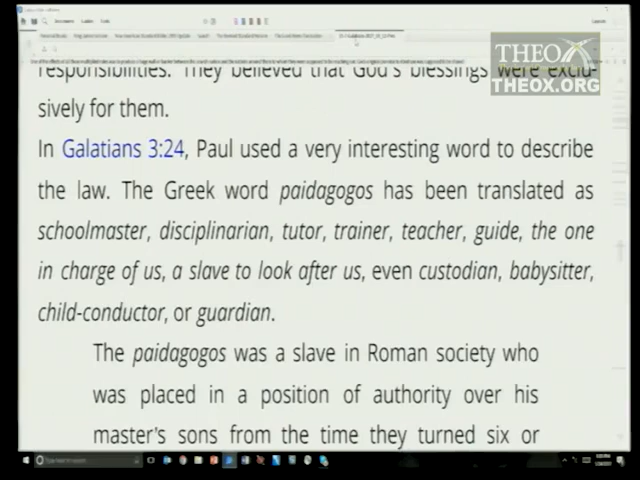 THEOX
THEOX.ORG
responsibilities. They believed that God's blessings were exclu-
sively for them.
In Galatians 3:24, Paul used a very interesting word to describe
the law. The Greek word paidagogos has been translated as
schoolmaster, disciplinarian, tutor, trainer, teacher, guide, the one
in charge of us, a slave to look after us, even custodian, babysitter,
child-conductor, or guardian.
The paidagogos was a slave in Roman society who
was placed in a position of authority over his
master's sons from the time they turned six or